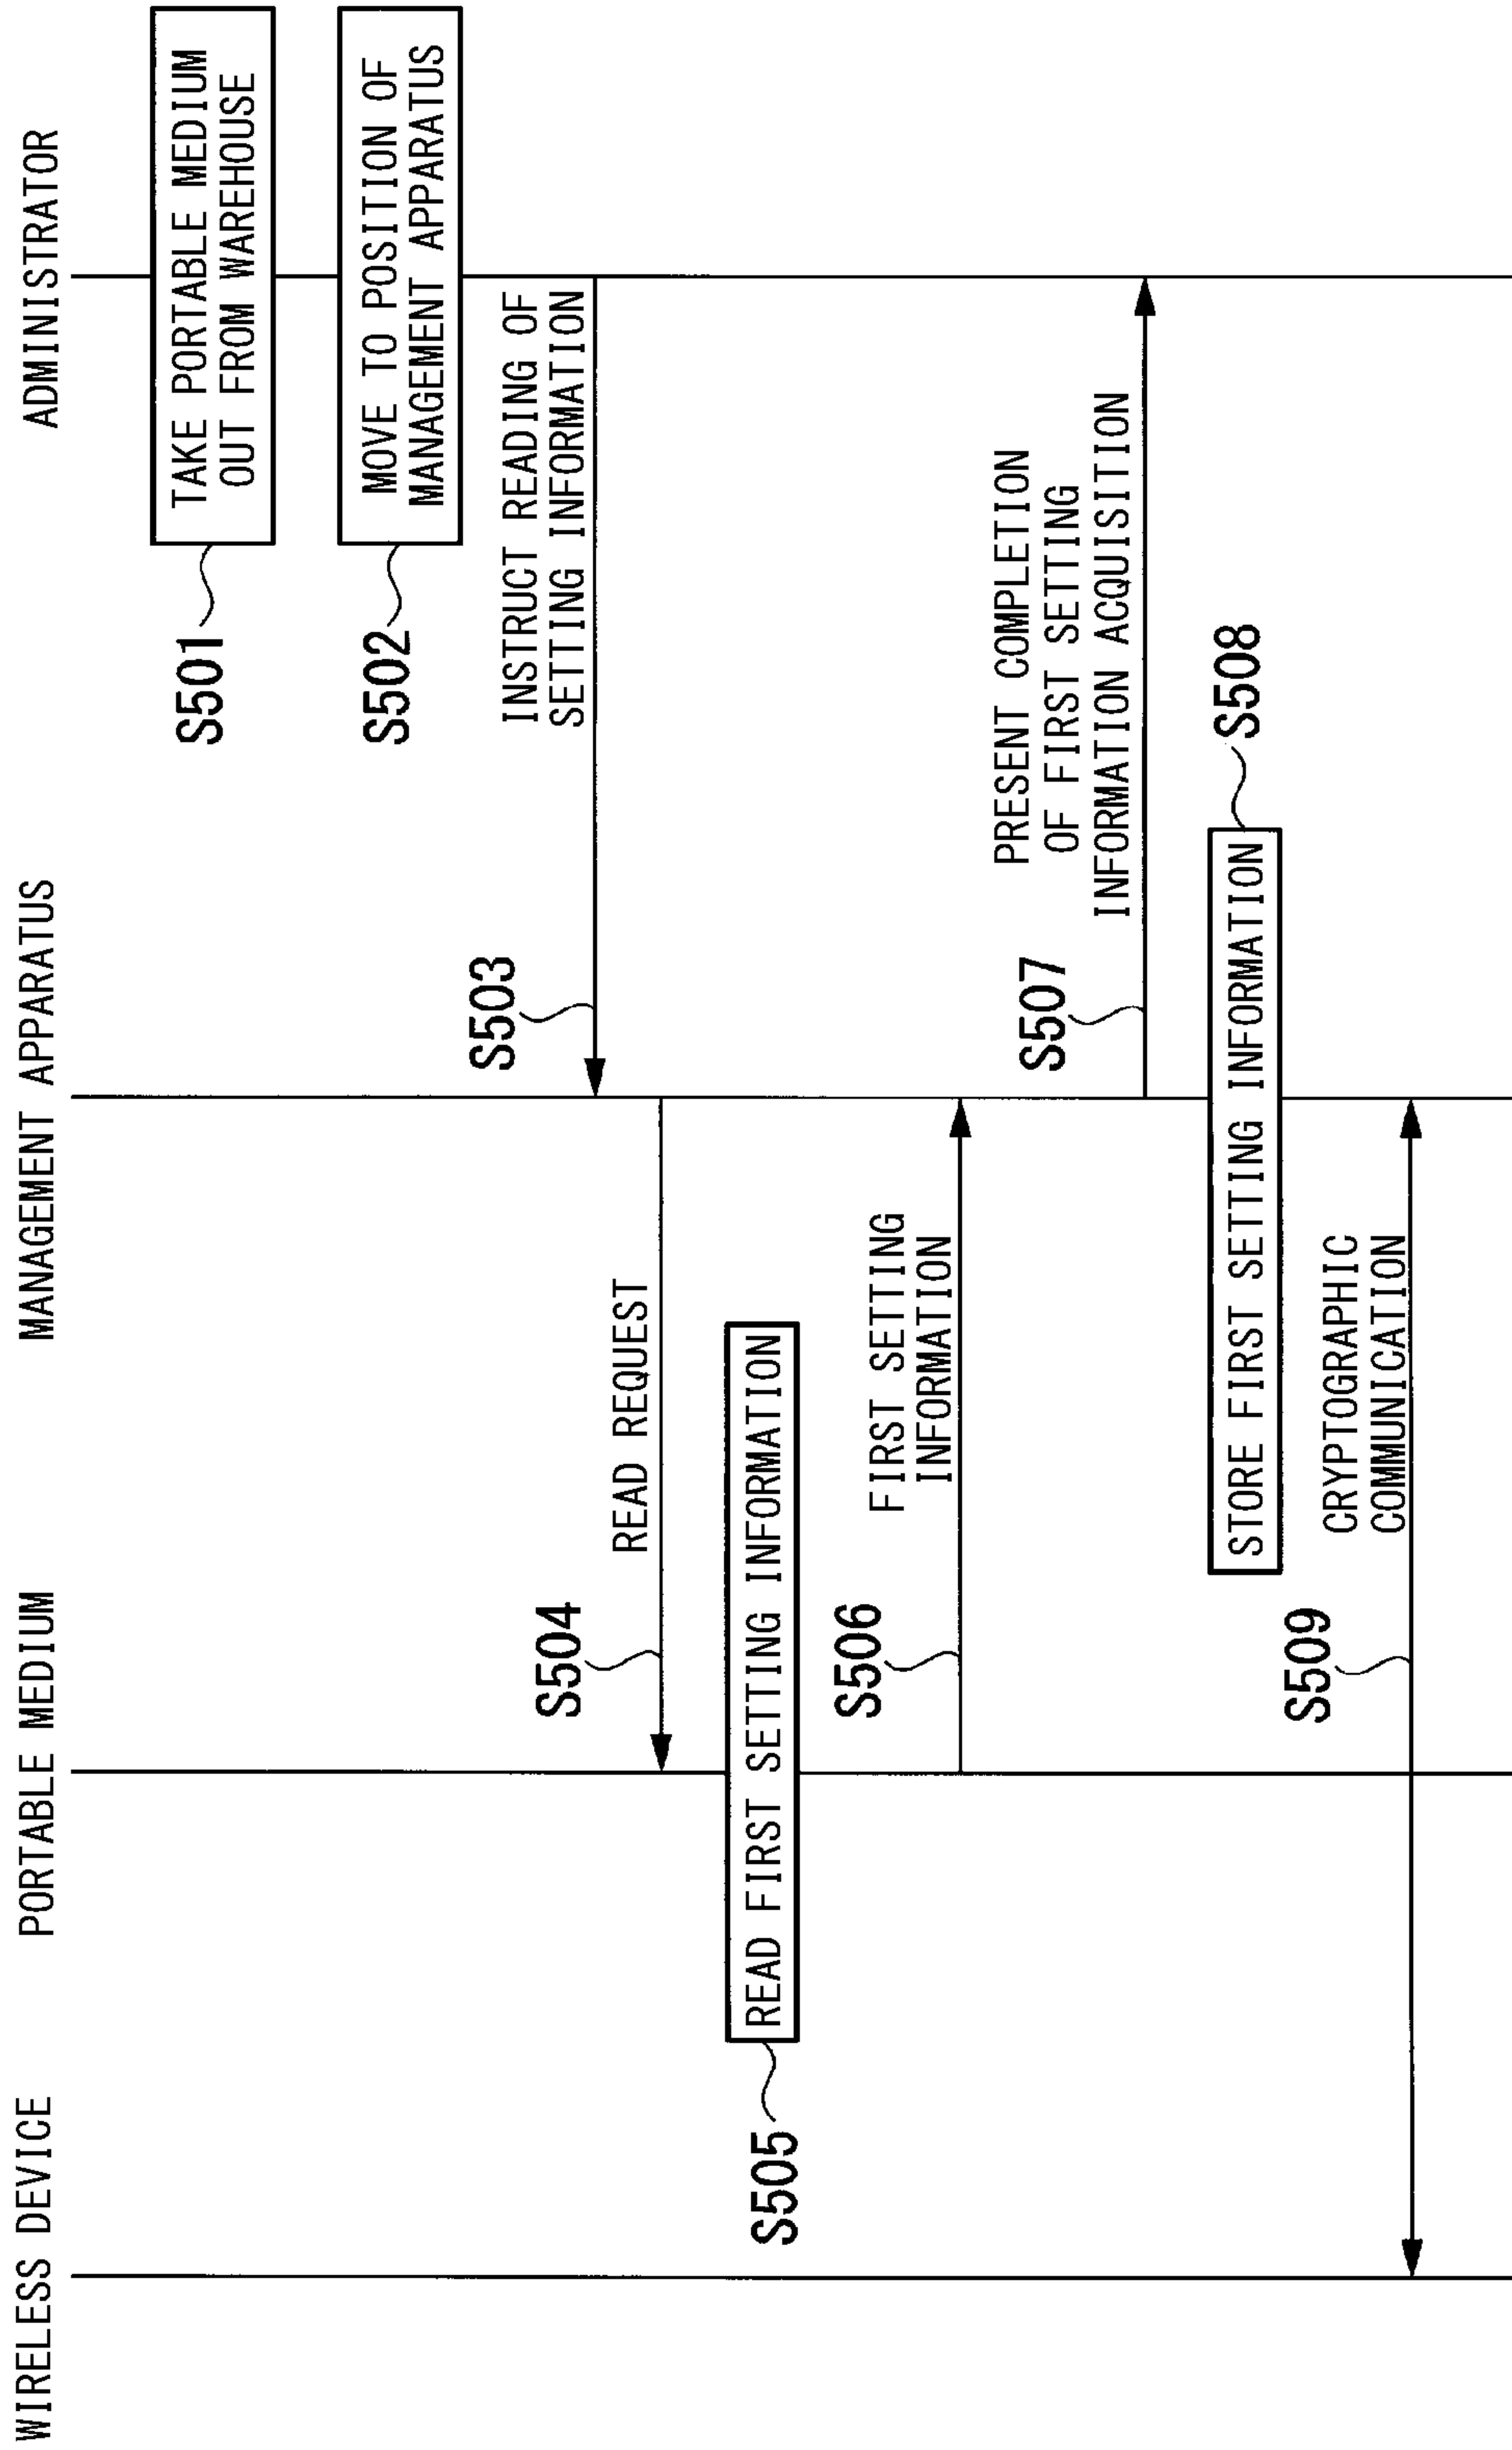 WIRELESS DEVICE
PORTABLE MEDIUM
MANAGEMENT APPARATUS
ADMINISTRATOR
S501
TAKE PORTABLE MEDIUM
OUT FROM WAREHOUSE
S502
MOVE TO POSITION OF
MANAGEMENT APPARATUS
S503
INSTRUCT READING OF
SETTING INFORMATION
S504
READ REQUEST
S505
READ FIRST SETTING INFORMATION
S506
FIRST SETTING
INFORMATION
S507
PRESENT COMPLETION
OF FIRST SETTING
INFORMATION ACQUISITION
S508
STORE FIRST SETTING INFORMATION
S509
CRYPTOGRAPHIC
COMMUNICATION